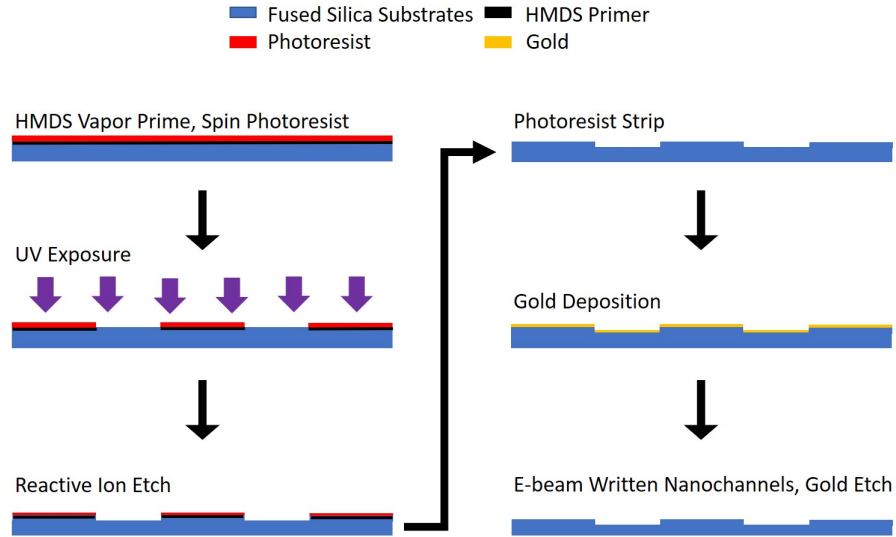 Fused Silica Substrates
HMDS Primer
Photoresist
Gold
HMDS Vapor Prime, Spin Photoresist
UV Exposure
Reactive Ion Etch
Photoresist Strip
Gold Deposition
E-beam Written Nanochannels, Gold Etch